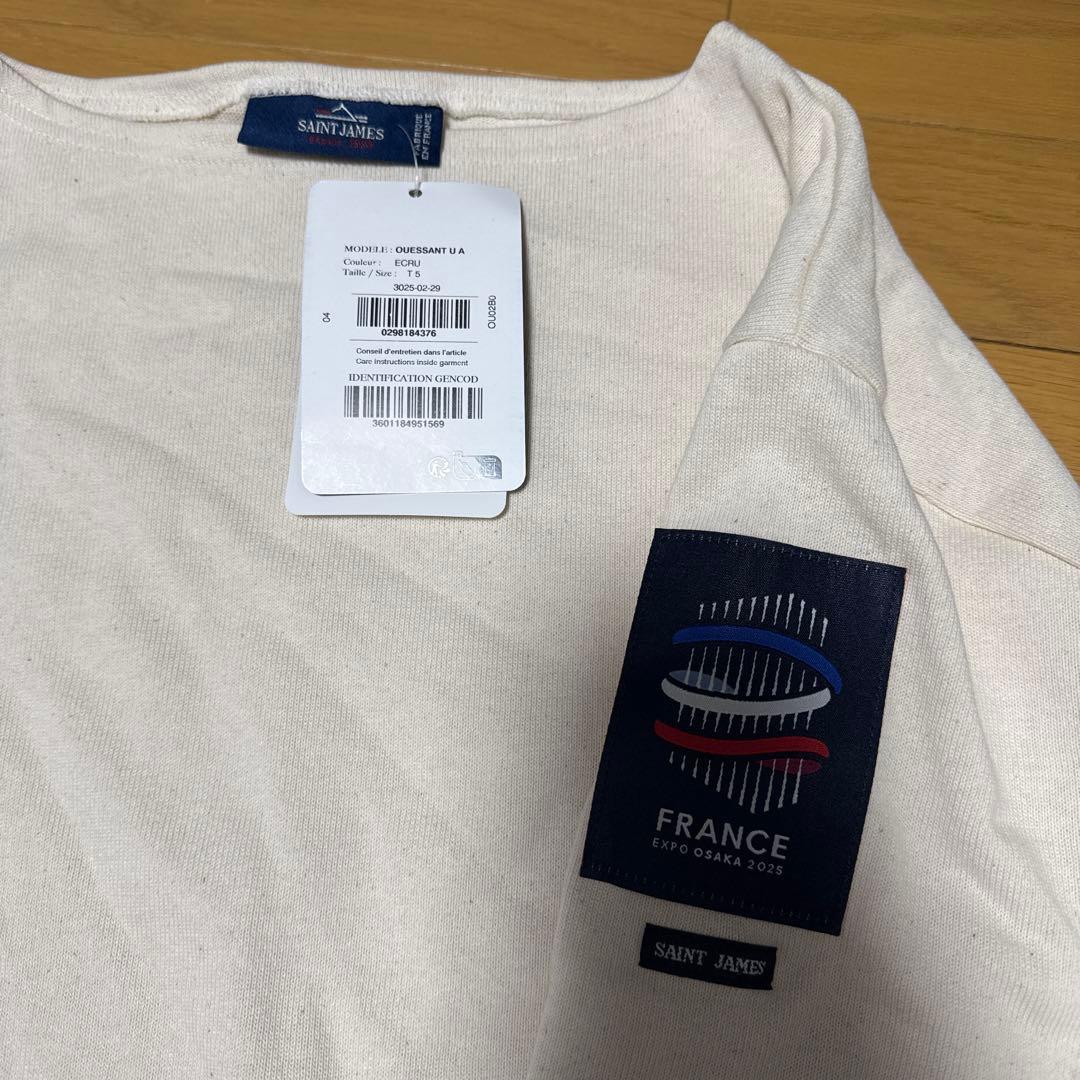 SAINT JAMES
FABRIQUÉ
EN FRANCE
MODELE : OUESSANT U A
Couleur : ECRU
Taille / Size : T 5
3025-02-29
04
OU02B0
0298184376
Conseil d'entretien dans l'article
Care instructions inside garment
IDENTIFICATION GENCOD
3601184951569
FRANCE
EXPO OSAKA 2025
SAINT JAMES